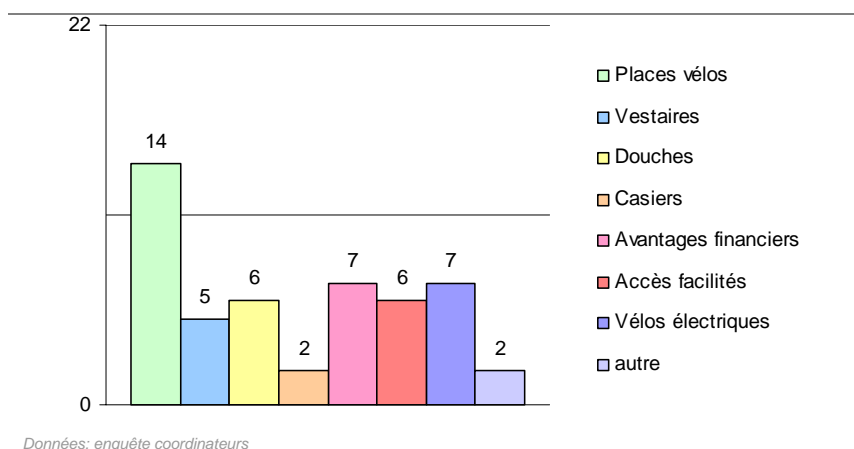 22
14
5
6
2
7
6
7
2
0
Places vélos
Vestiaires
Douches
Casiers
Avantages financiers
Accès facilités
Vélos électriques
autre
Données: enquête coordinateurs